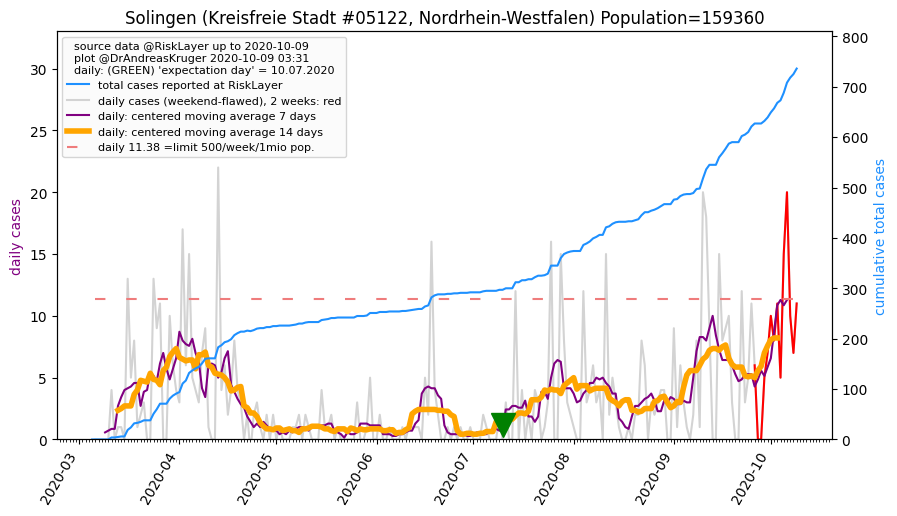 Solingen (Kreisfreie Stadt #05122, Nordrhein-Westfalen) Population=159360
source data @RiskLayer up to 2020-10-09
plot @DrAndreasKruger 2020-10-09 03:31
daily: (GREEN) 'expectation day' = 10.07.2020
total cases reported at RiskLayer
daily cases (weekend-flawed), 2 weeks: red
daily: centered moving average 7 days
daily: centered moving average 14 days
daily 11.38 =limit 500/week/1mio pop.
daily cases
30
25
20
15
10
5
0
cumulative total cases
800
700
600
500
400
300
200
100
0
2020-03
2020-04
2020-05
2020-06
2020-07
2020-08
2020-09
2020-10